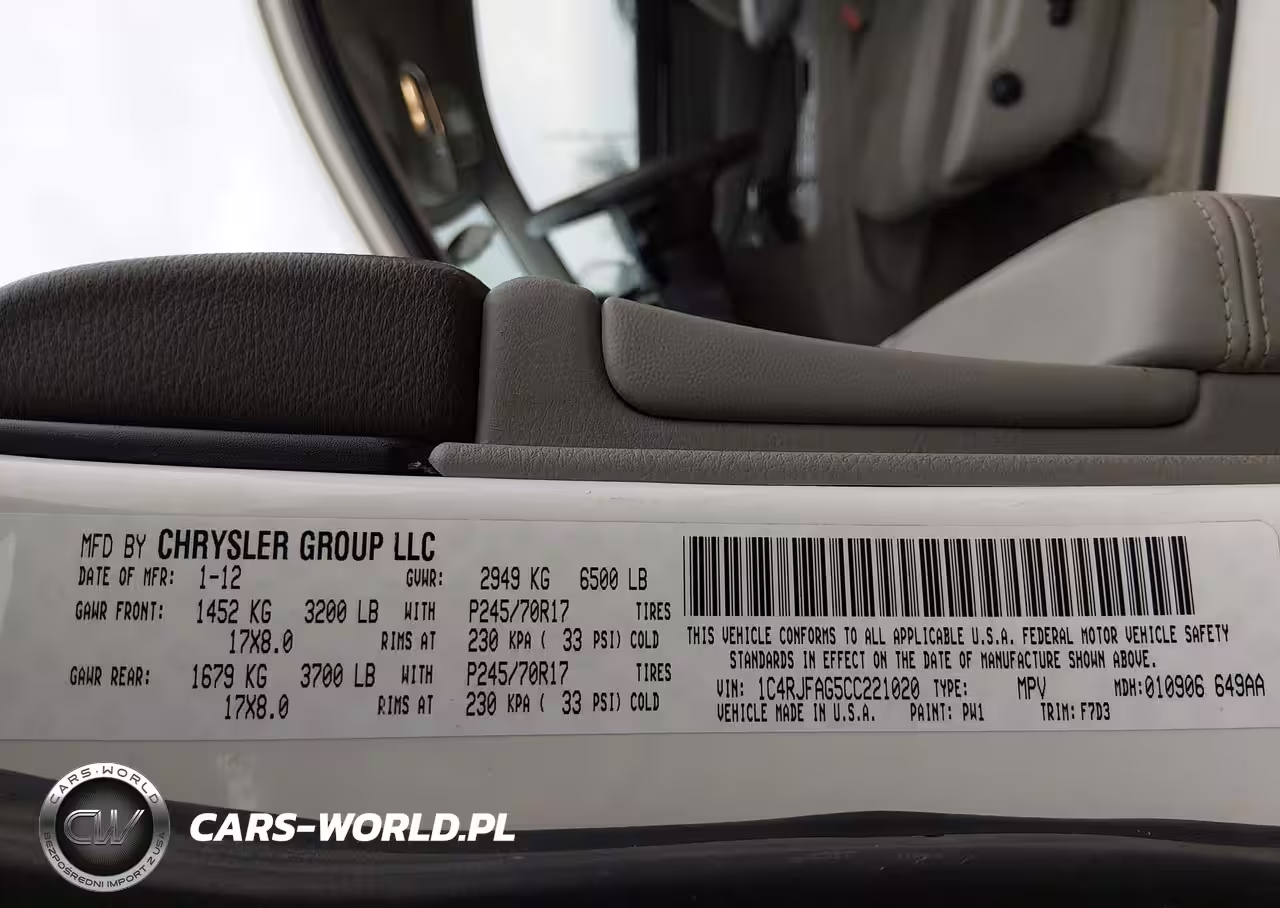 MFD BY CHRYSLER GROUP LLC
DATE OF MFR: 1-12 GVWR: 2949 KG 6500 LB
GAWR FRONT: 1452 KG 3200 LB WITH P245/70R17 TIRES
17X8.0 RIMS AT 230 KPA ( 33 PSI) COLD
GAWR REAR: 1679 KG 3700 LB WITH P245/70R17 TIRES
17X8.0 RIMS AT 230 KPA ( 33 PSI) COLD
THIS VEHICLE CONFORMS TO ALL APPLICABLE U.S.A. FEDERAL MOTOR VEHICLE SAFETY
STANDARDS IN EFFECT ON THE DATE OF MANUFACTURE SHOWN ABOVE.
VIN: 1C4RJFAG5CC221020 TYPE: MPV MDH:010906 649AA
VEHICLE MADE IN U.S.A. PAINT: PW1 TRIM: F7D3
CARS-WORLD
CW
BEZPOŚREDNI IMPORT Z USA
CARS-WORLD.PL